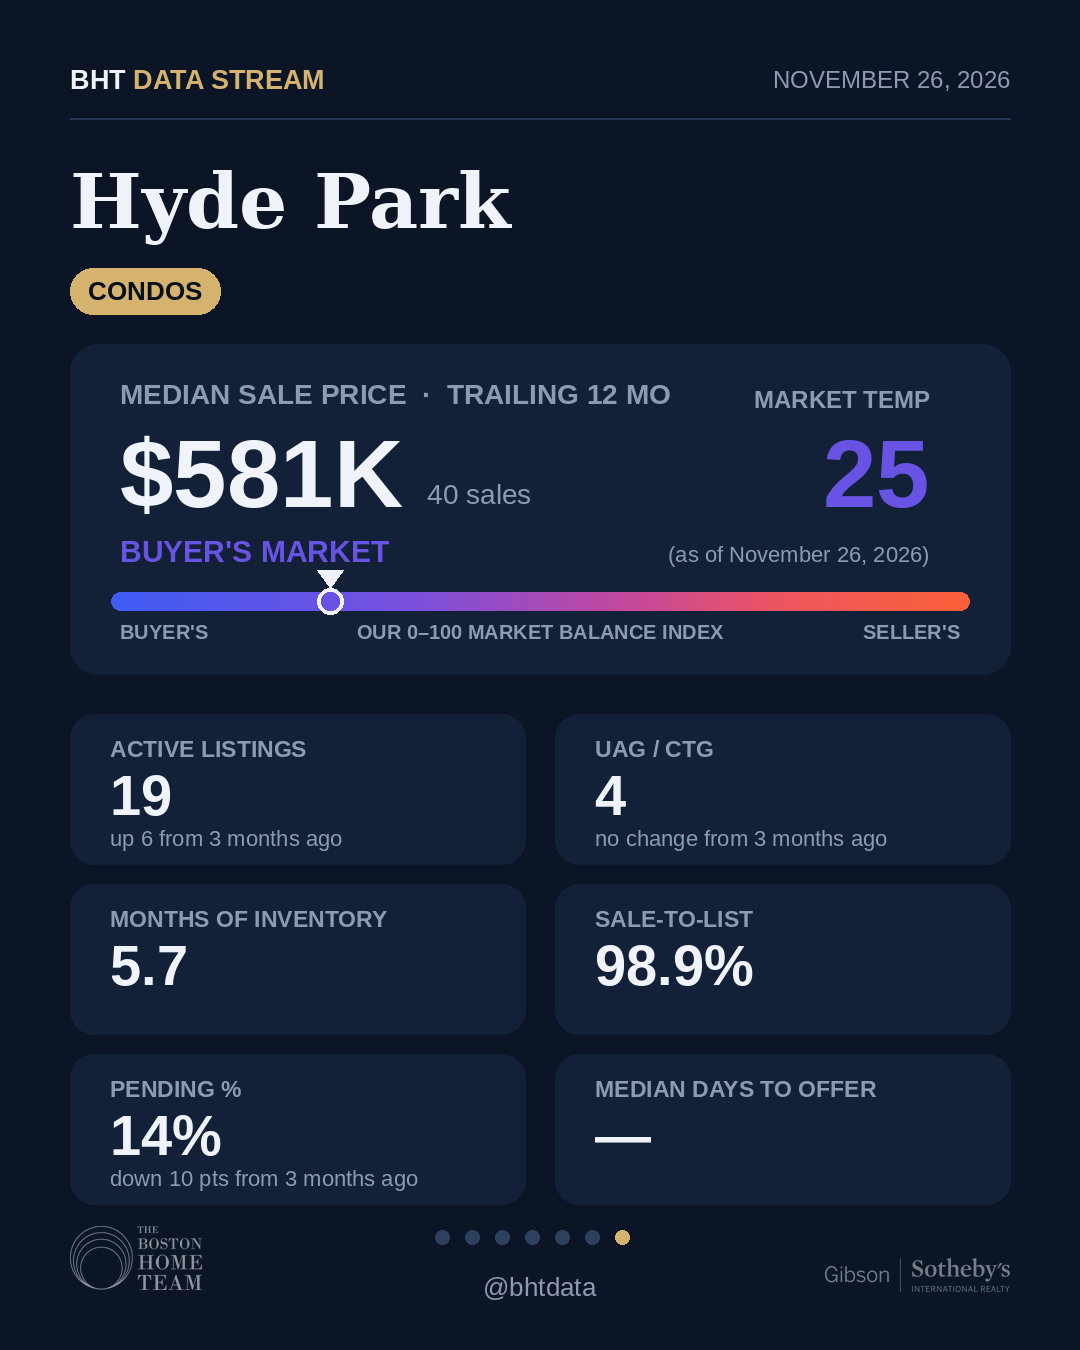 BHT DATA STREAM
NOVEMBER 26, 2026
Hyde Park
CONDOS
MEDIAN SALE PRICE · TRAILING 12 MO
MARKET TEMP
$581K 40 sales
25
BUYER'S MARKET
(as of November 26, 2026)
BUYER'S
OUR 0–100 MARKET BALANCE INDEX
SELLER'S
ACTIVE LISTINGS
19
up 6 from 3 months ago
UAG / CTG
4
no change from 3 months ago
MONTHS OF INVENTORY
5.7
SALE-TO-LIST
98.9%
PENDING %
14%
down 10 pts from 3 months ago
MEDIAN DAYS TO OFFER
—
THE
BOSTON
HOME
TEAM
@bhtdata
Gibson
Sotheby's
INTERNATIONAL REALTY